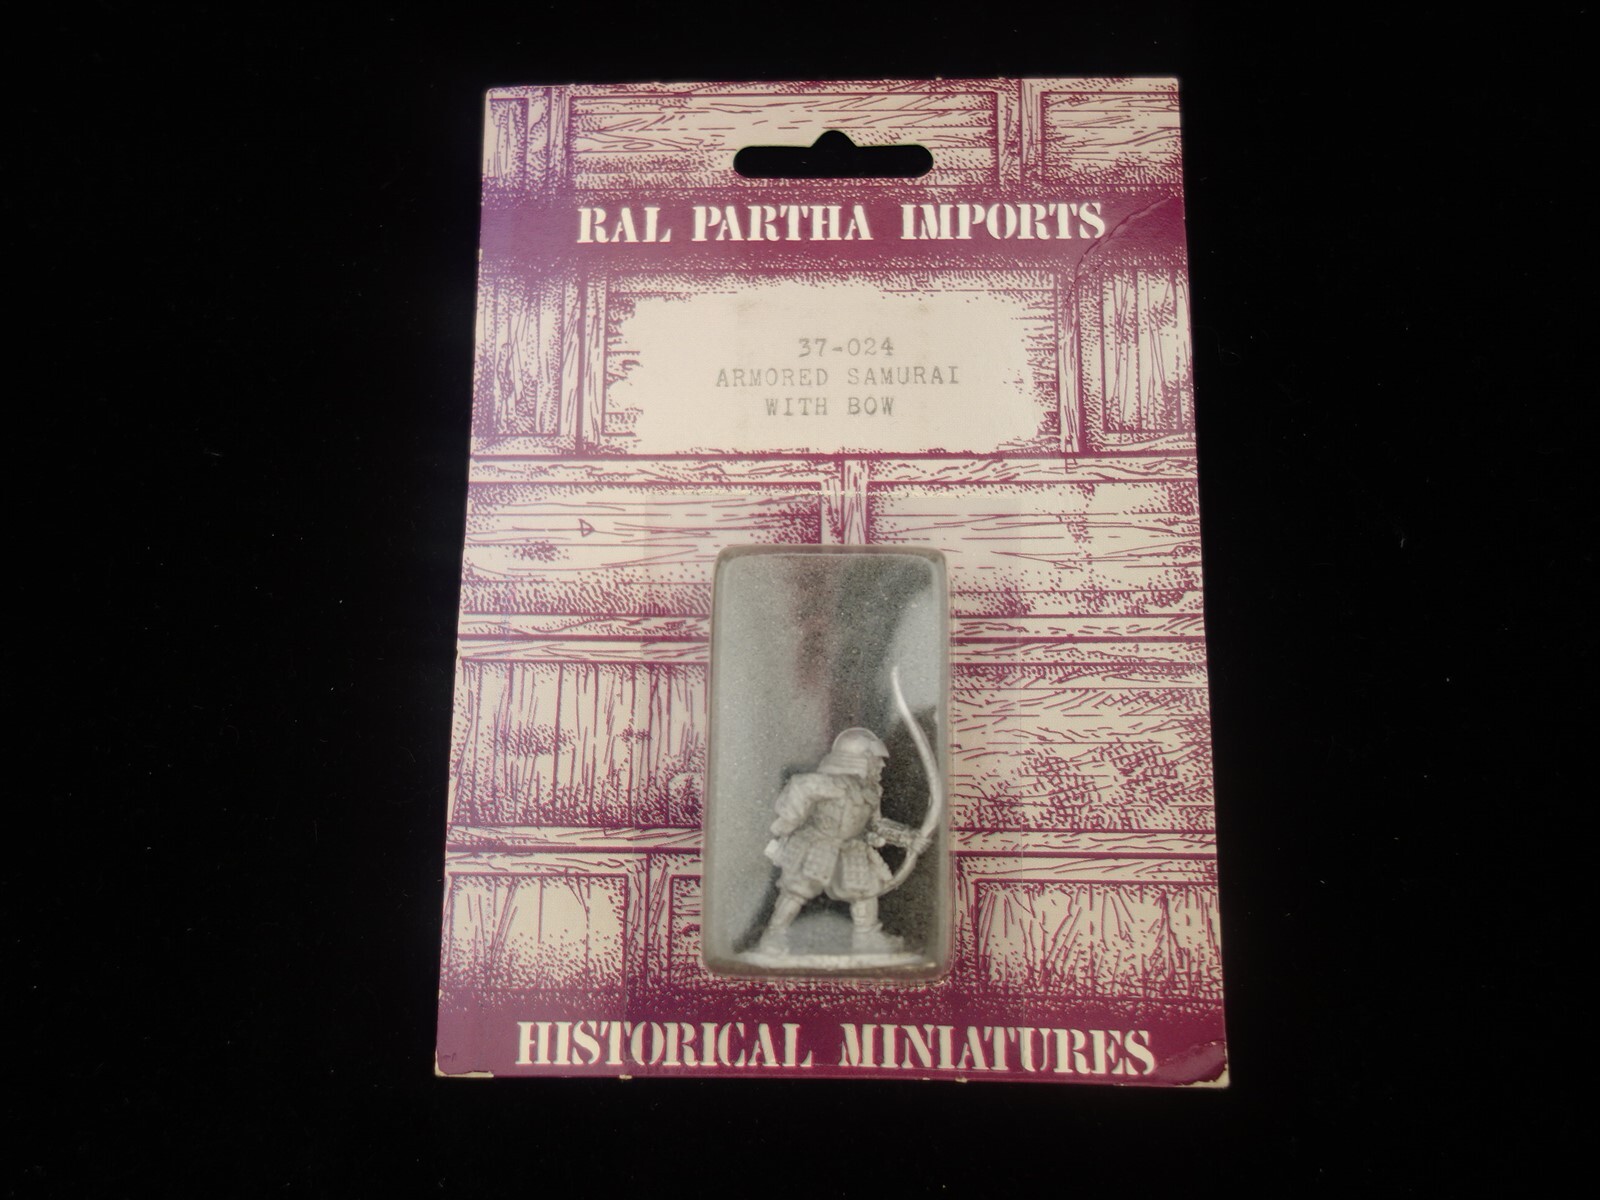 RAL PARTHA IMPORTS
37-024
ARMORED SAMURAI
WITH BOW
HISTORICAL MINIATURES